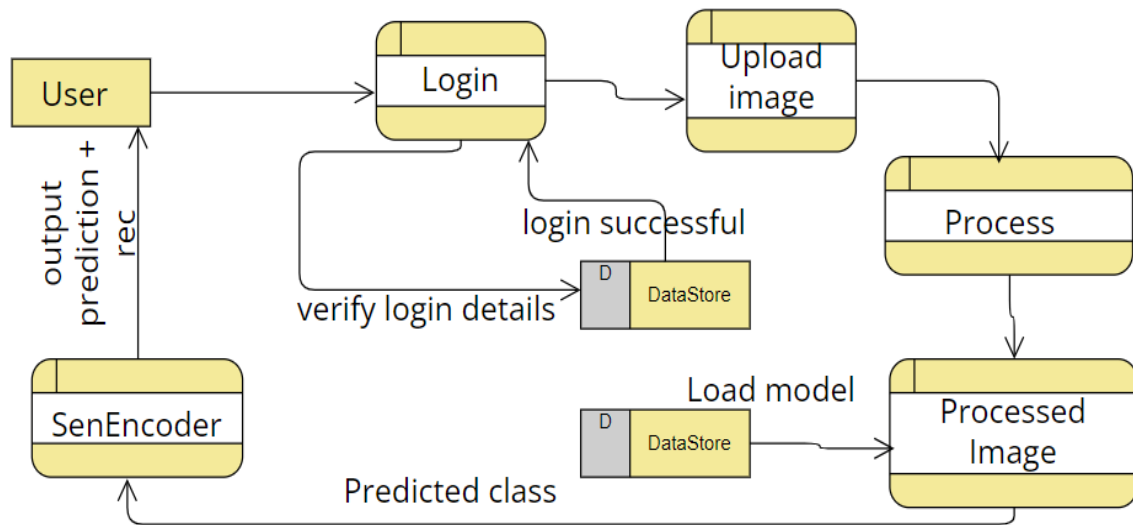 User
Login
Upload
image
Process
login successful
D
DataStore
verify login details
output
prediction +
rec
SenEncoder
Load model
D
DataStore
Processed
Image
Predicted class